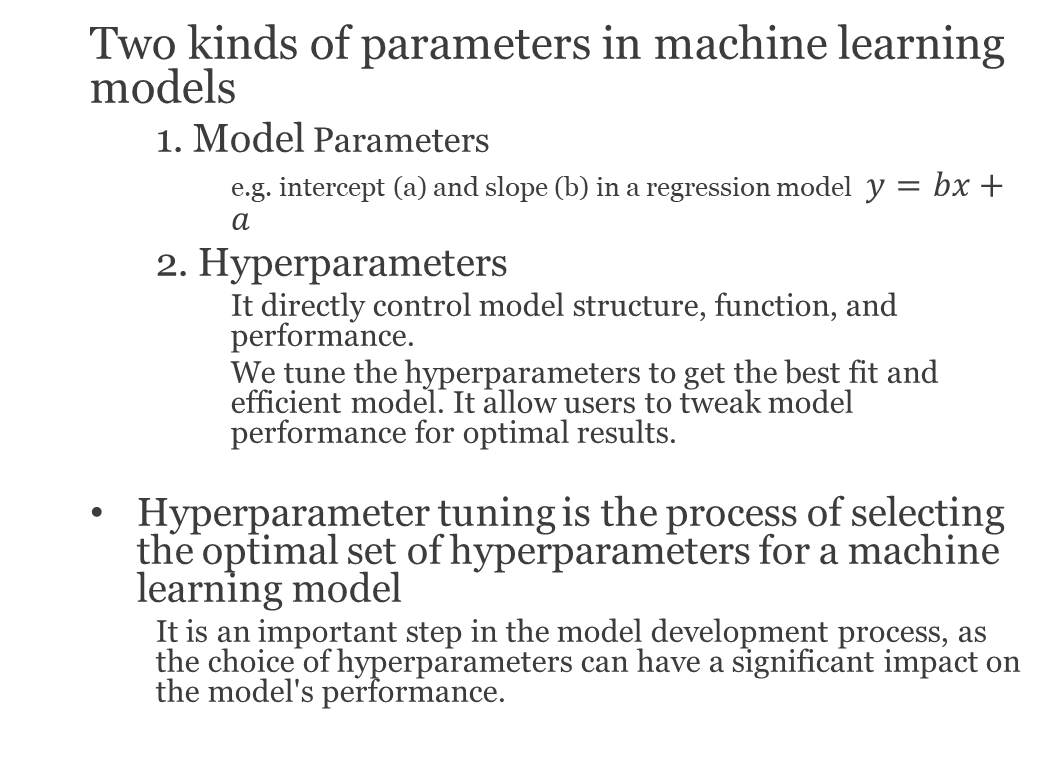 Two kinds of parameters in machine learning
models
1. Model Parameters
e.g. intercept (a) and slope (b) in a regression model y = bx +
a
2. Hyperparameters
It directly control model structure, function, and
performance.
We tune the hyperparameters to get the best fit and
efficient model. It allow users to tweak model
performance for optimal results.
• Hyperparameter tuning is the process of selecting
the optimal set of hyperparameters for a machine
learning model
It is an important step in the model development process, as
the choice of hyperparameters can have a significant impact on
the model's performance.